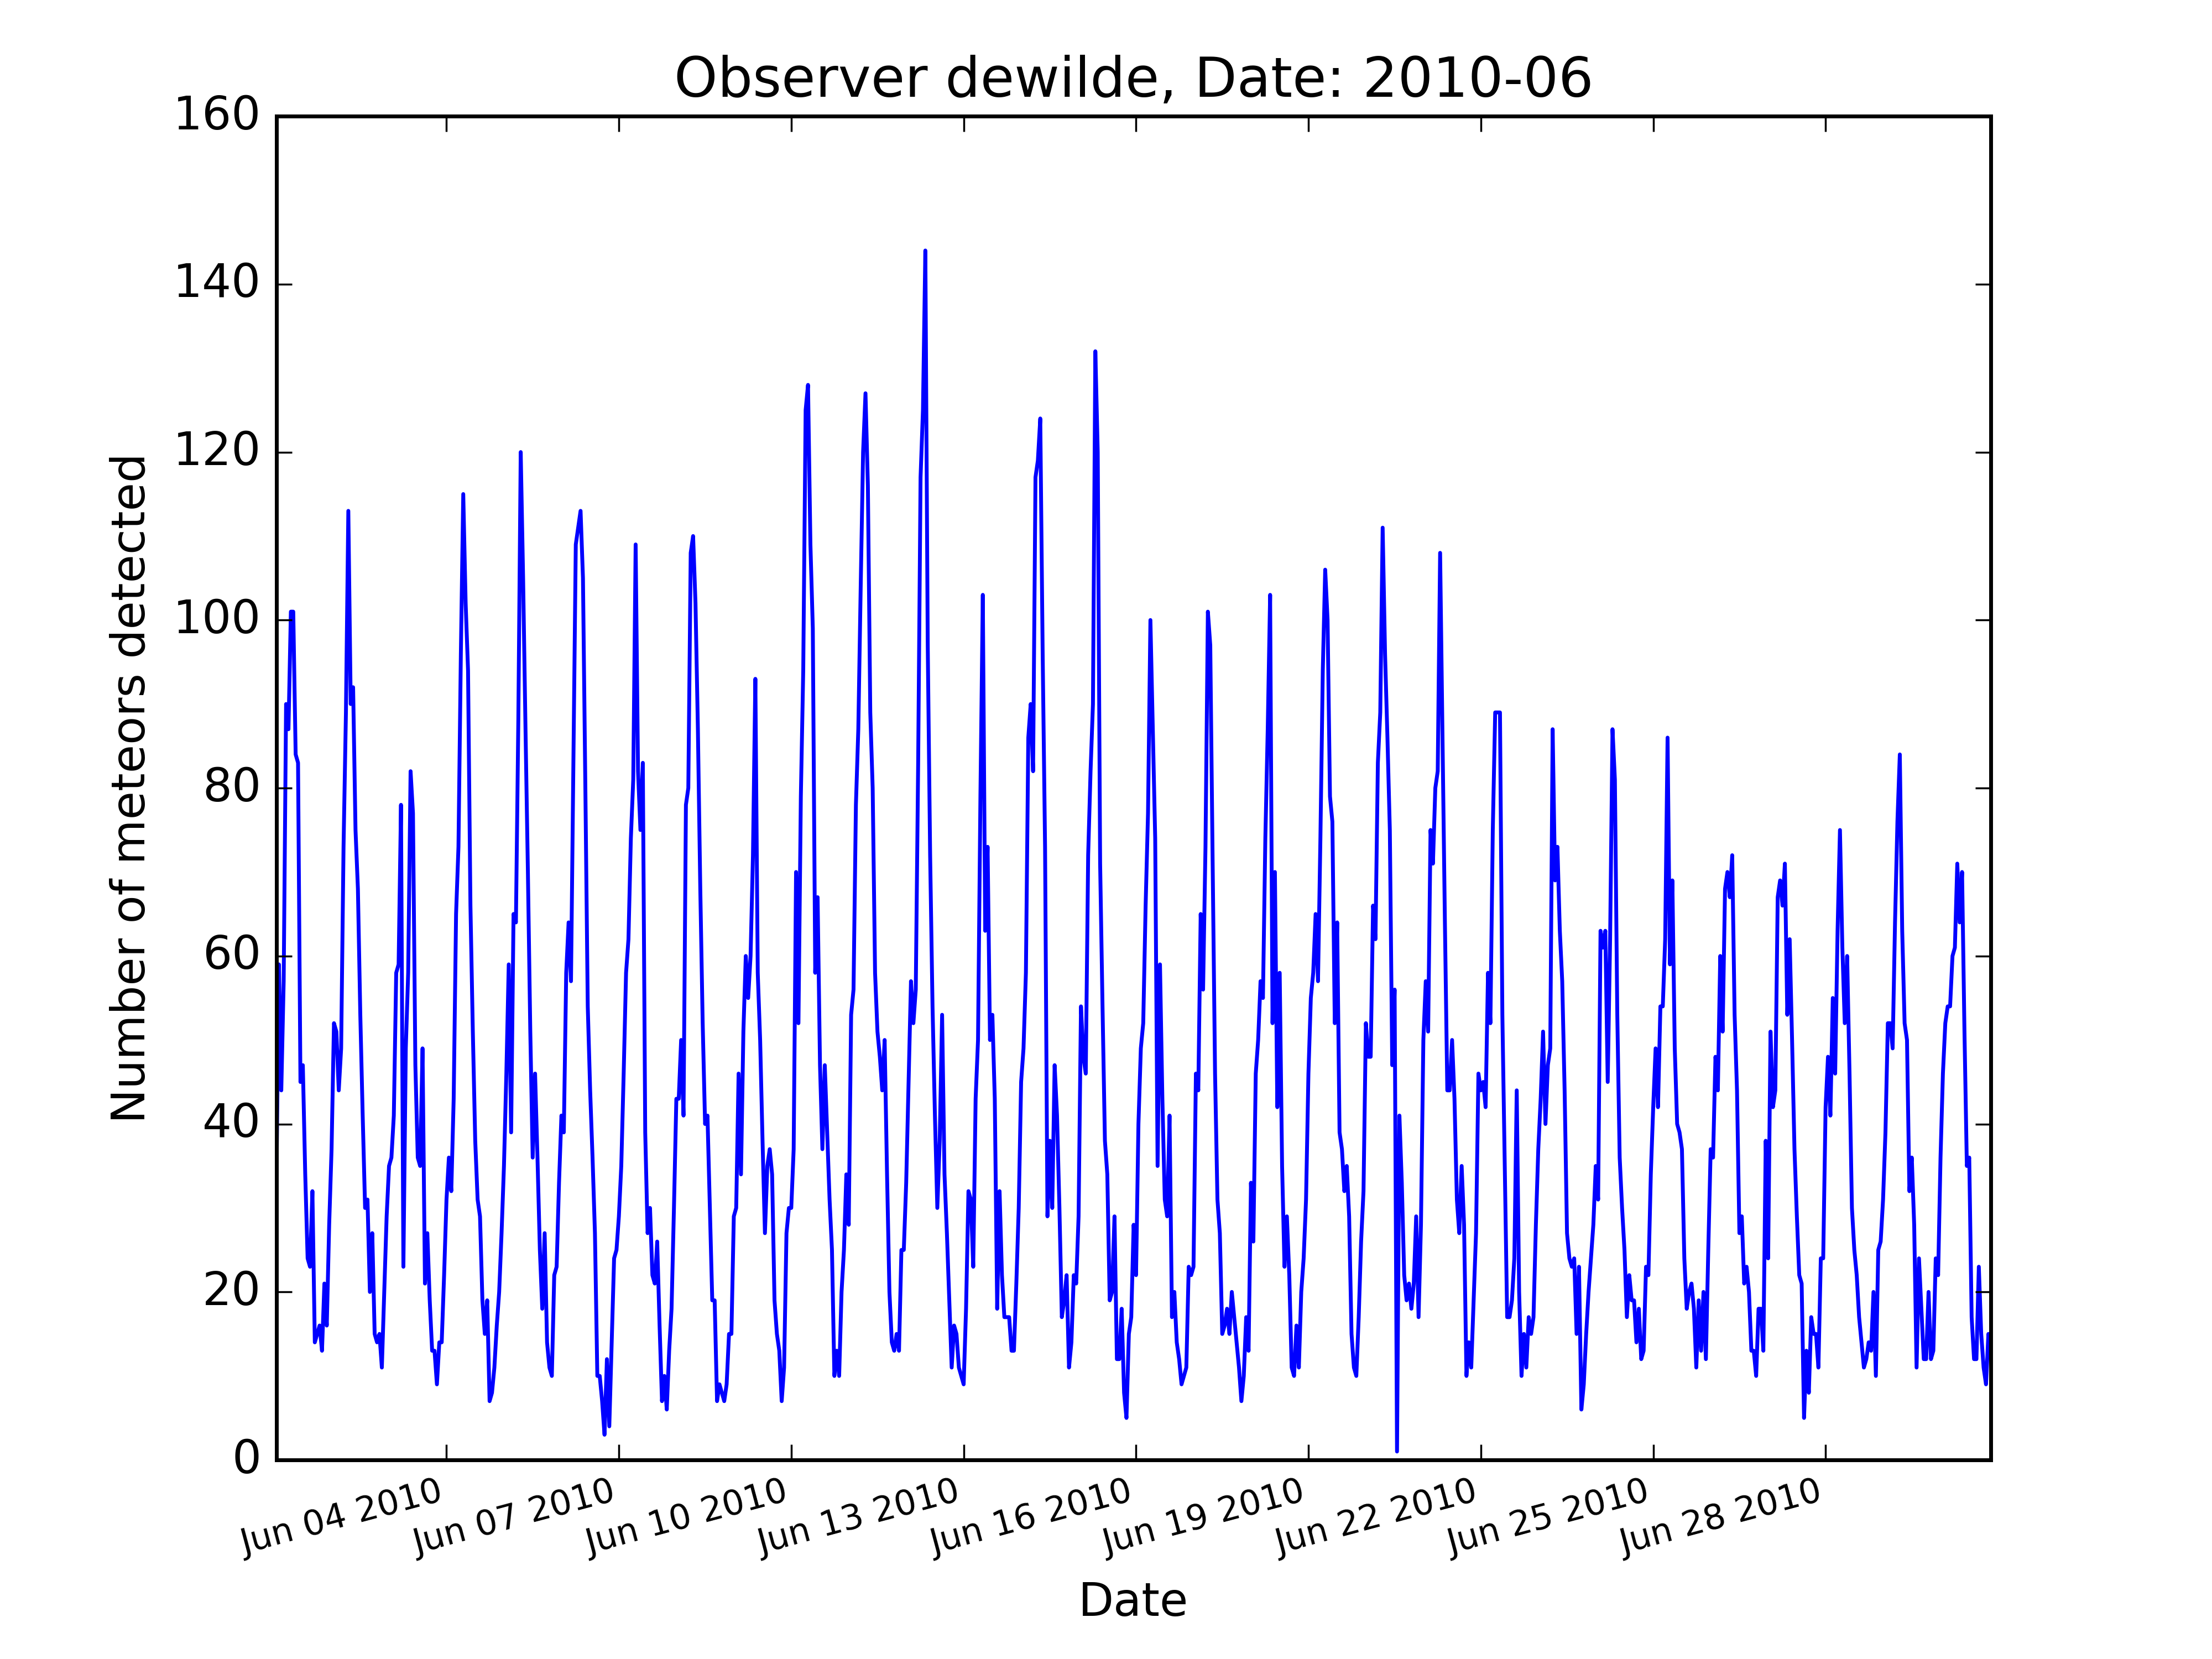 Observer dewilde, Date: 2010-06
160
140
120
100
80
60
40
20
0
Number of meteors detected
Jun 04 2010
Jun 07 2010
Jun 10 2010
Jun 13 2010
Jun 16 2010
Jun 19 2010
Jun 22 2010
Jun 25 2010
Jun 28 2010
Date